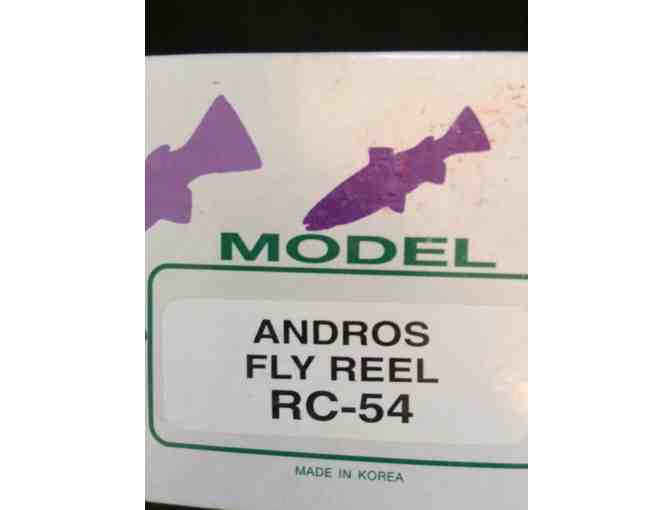 MODEL
ANDROS
FLY REEL
RC-54
MADE IN KOREA